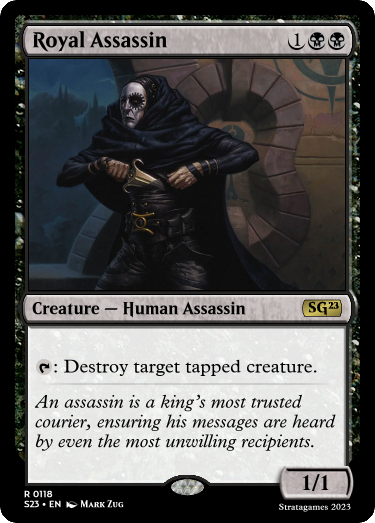 Royal Assassin 1
Creature — Human Assassin SG23
: Destroy target tapped creature.
An assassin is a king's most trusted
courier, ensuring his messages are heard
by even the most unwilling recipients.
1/1
R 0118
S23 • EN Mark Zug
Stratagames 2023